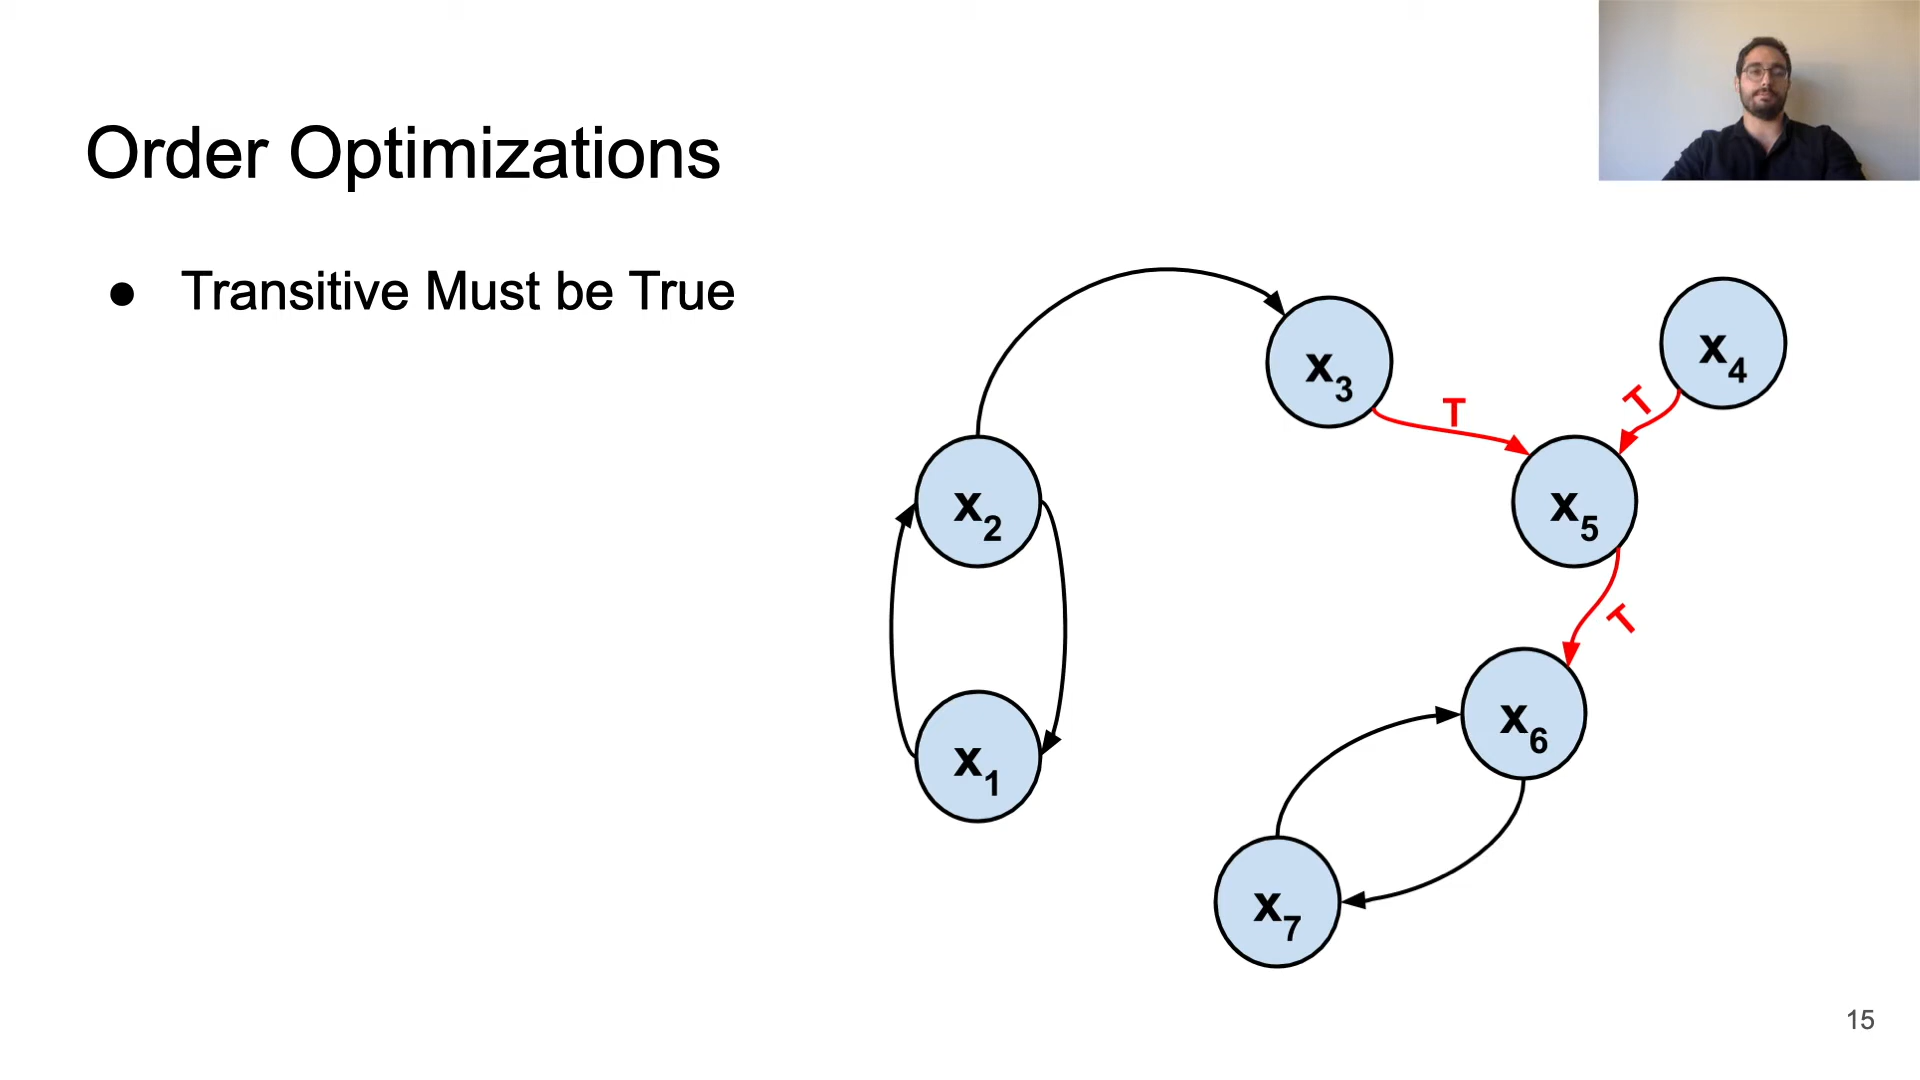 Order Optimizations
● Transitive Must be True
x3
x4
T
T
x2
x5
T
x6
x1
x7
15